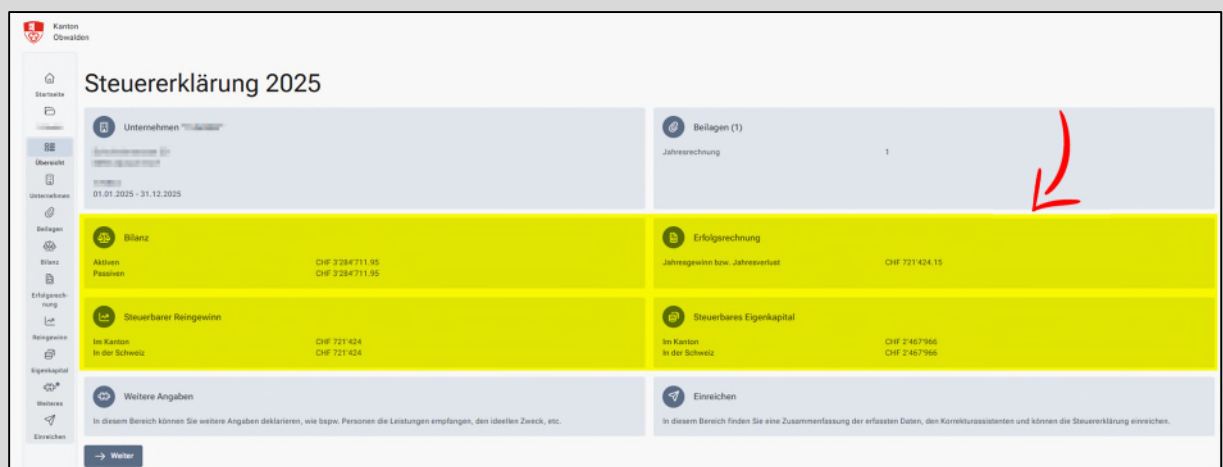 Kanton
Obwalden
Startseite
Übersicht
Unternehmen
Beilagen
Bilanz
Erfolgsrech-
nung
Reingewinn
Eigenkapital
Weiteres
Einreichen
Steuererklärung 2025
Unternehmen
01.01.2025 - 31.12.2025
Beilagen (1)
Jahresrechnung 1
Bilanz
Aktiven CHF 3'284'711.95
Passiven CHF 3'284'711.95
Erfolgsrechnung
Jahresgewinn bzw. Jahresverlust CHF 721'424.15
Steuerbarer Reingewinn
Im Kanton CHF 721'424
In der Schweiz CHF 721'424
Steuerbares Eigenkapital
Im Kanton CHF 2'467'966
In der Schweiz CHF 2'467'966
Weitere Angaben
In diesem Bereich können Sie weitere Angaben deklarieren, wie bspw. Personen die Leistungen empfangen, den ideellen Zweck, etc.
Einreichen
In diesem Bereich finden Sie eine Zusammenfassung der erfassten Daten, den Korrekturassistenten und können die Steuererklärung einreichen.
Weiter